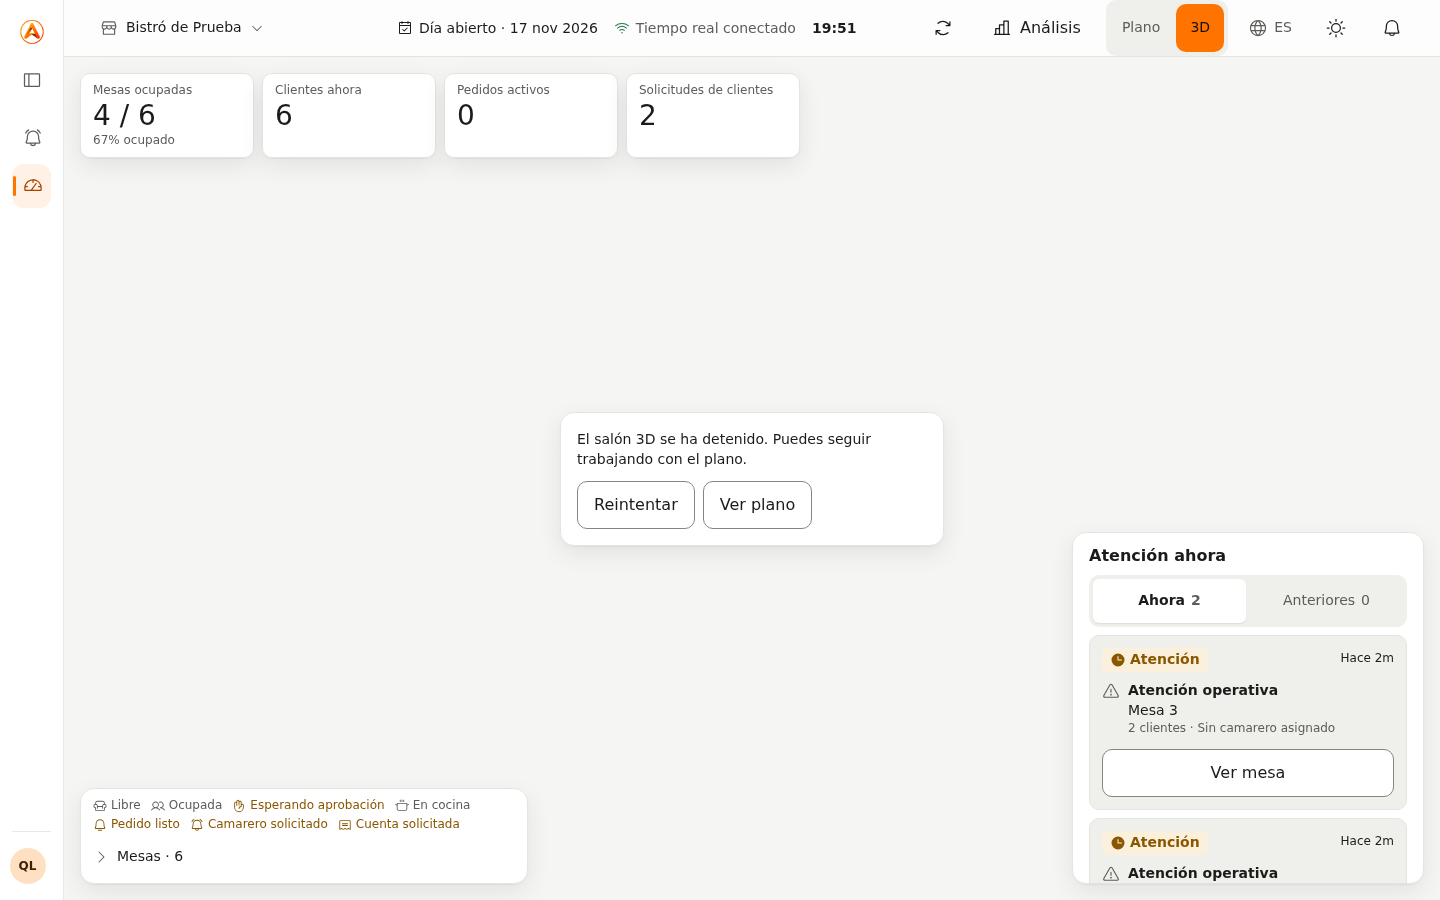 Bistró de Prueba
Día abierto · 17 nov 2026
Tiempo real conectado
19:51
Análisis
Plano
3D
ES
Mesas ocupadas
4 / 6
67% ocupado
Clientes ahora
6
Pedidos activos
0
Solicitudes de clientes
2
El salón 3D se ha detenido. Puedes seguir
trabajando con el plano.
Reintentar
Ver plano
Atención ahora
Ahora 2
Anteriores 0
Atención
Hace 2m
Atención operativa
Mesa 3
2 clientes · Sin camarero asignado
Ver mesa
Atención
Hace 2m
Atención operativa
Libre
Ocupada
Esperando aprobación
En cocina
Pedido listo
Camarero solicitado
Cuenta solicitada
Mesas · 6
QL